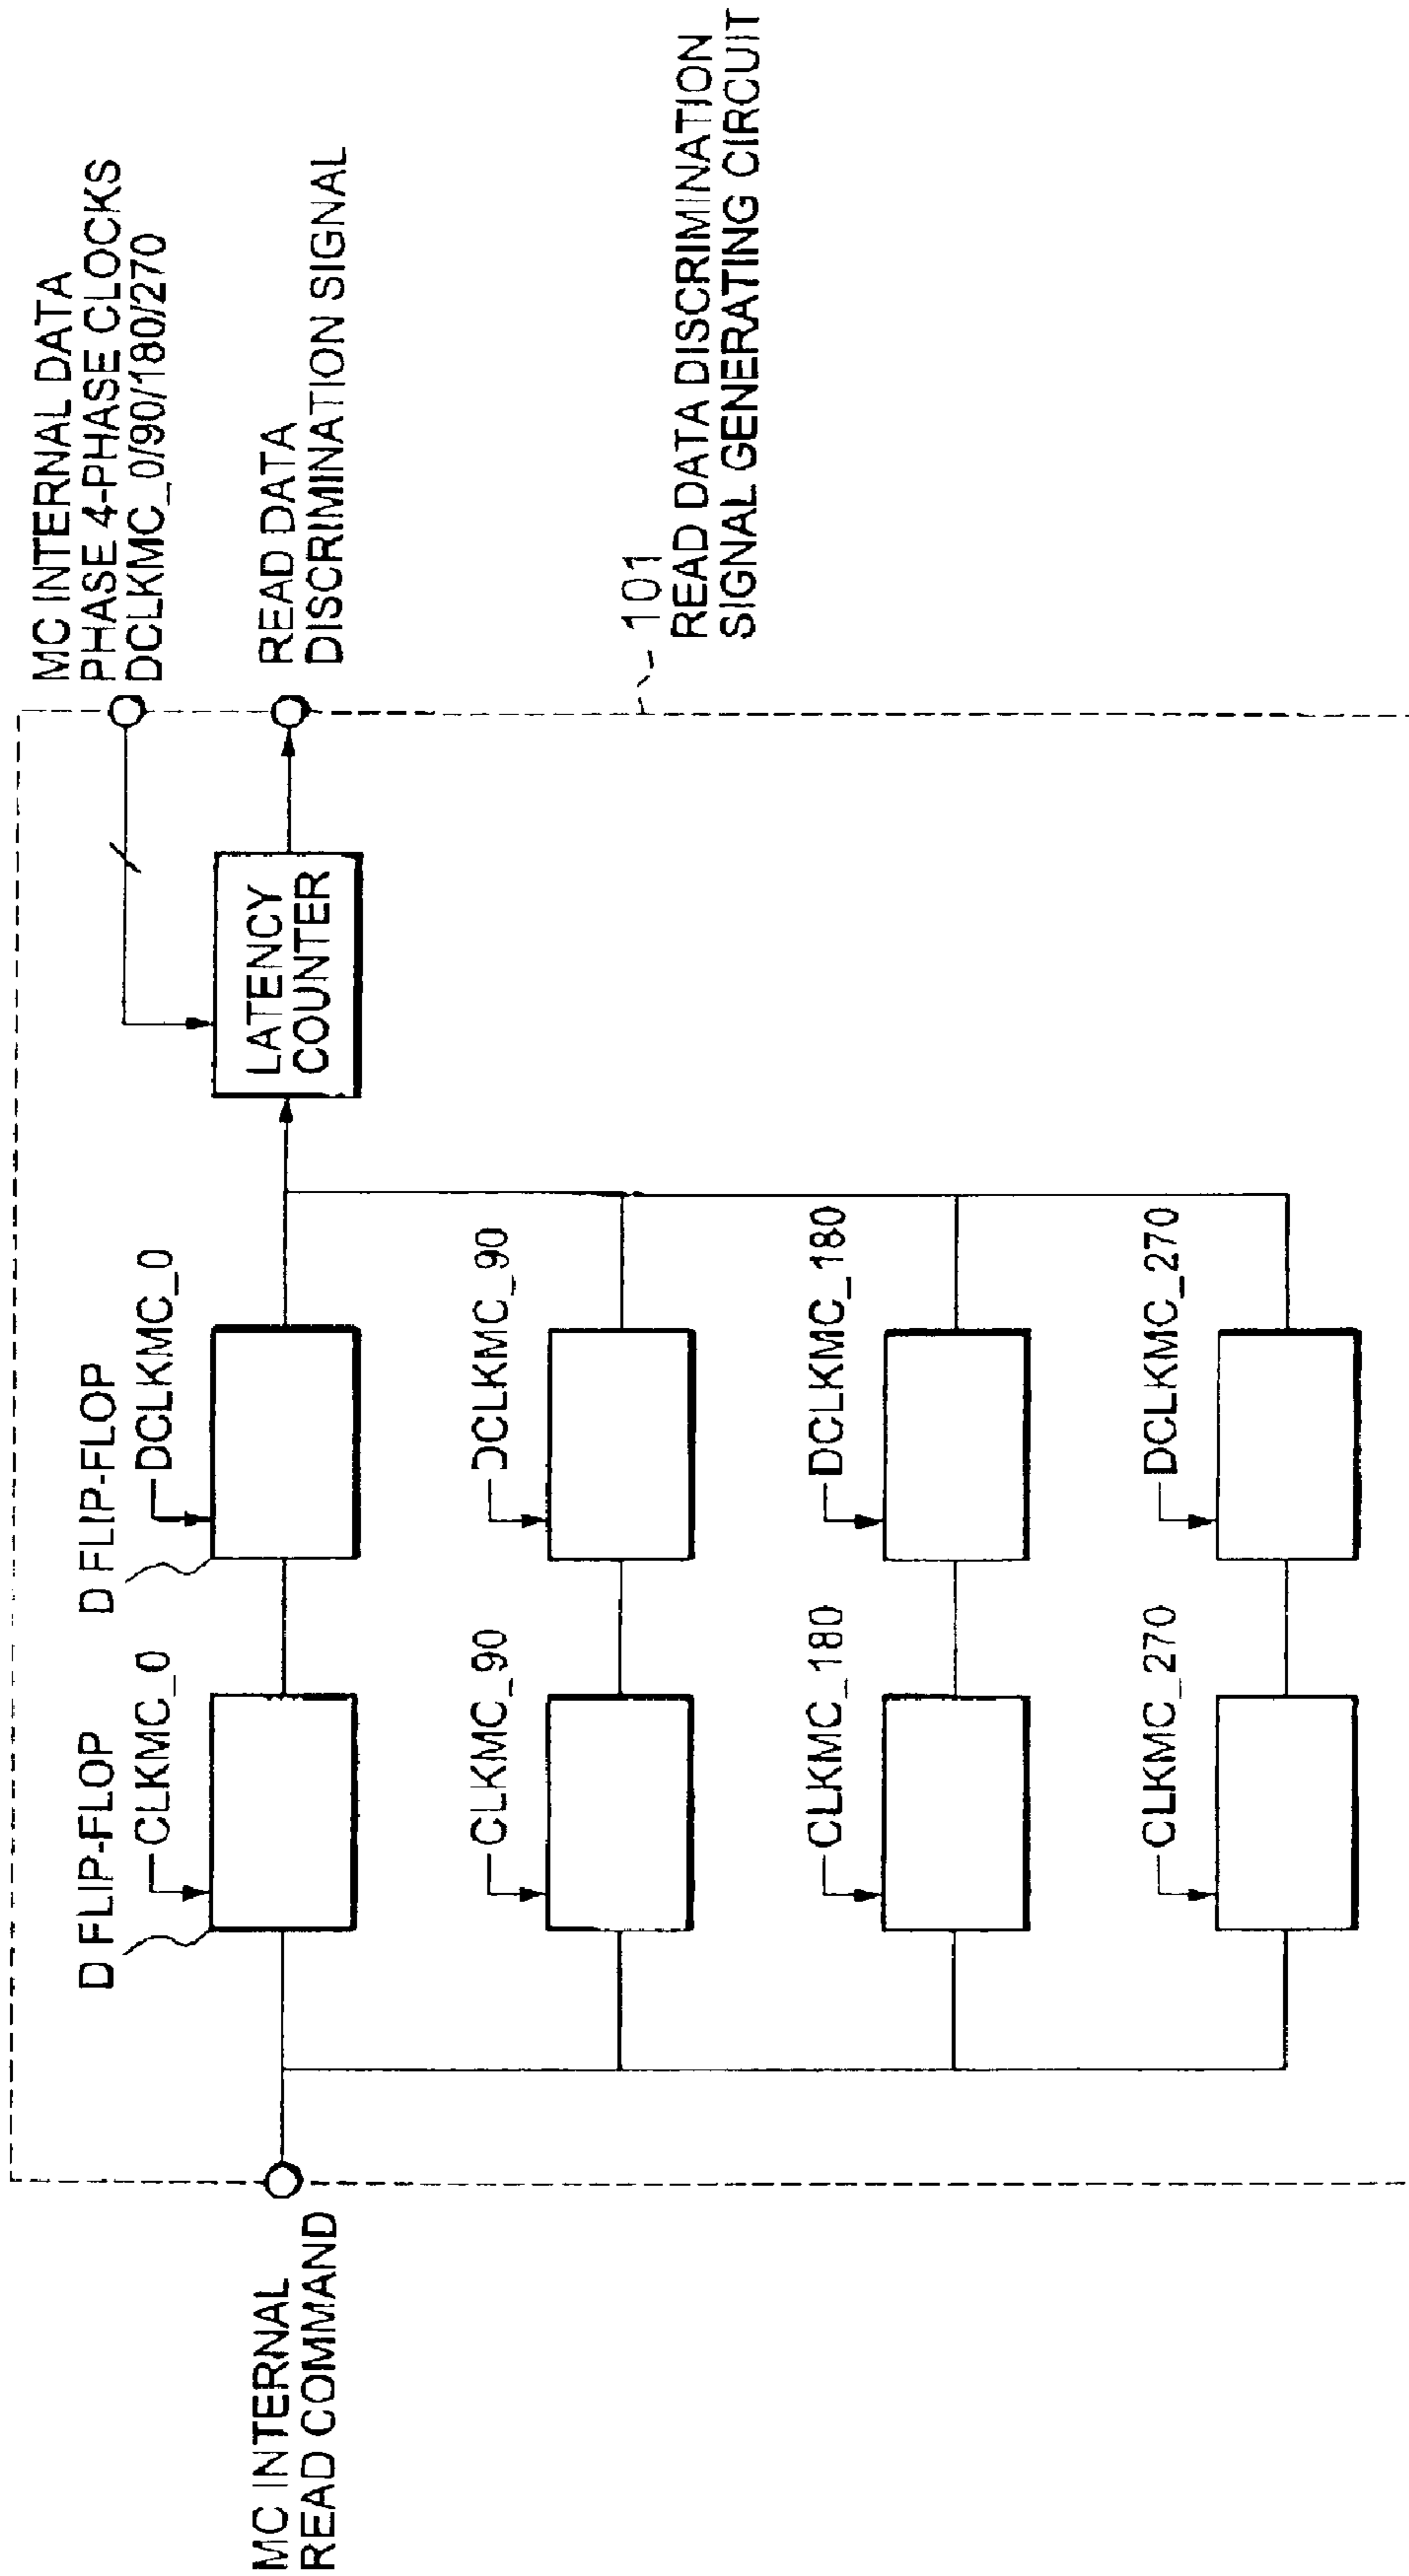 MC INTERNAL DATA
PHASE 4-PHASE CLOCKS
DCLKMC_0/90/180/270
READ DATA
DISCRIMINATION SIGNAL
101
READ DATA DISCRIMINATION
SIGNAL GENERATING CIRCUIT
LATENCY
COUNTER
D FLIP-FLOP
DCLKMC_0
DCLKMC_90
DCLKMC_180
DCLKMC_270
D FLIP-FLOP
CLKMC_0
CLKMC_90
CLKMC_180
CLKMC_270
MC INTERNAL
READ COMMAND